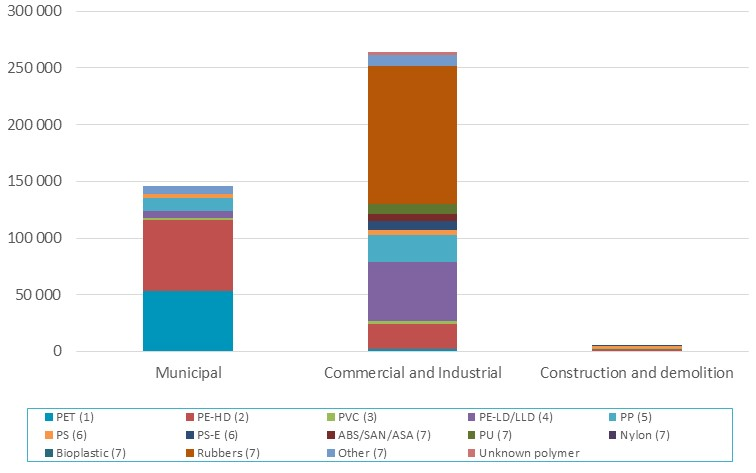 300 000
250 000
200 000
150 000
100 000
50 000
0
Municipal Commercial and Industrial Construction and demolition
PET (1) PE-HD (2) PVC (3) PE-LD/LLD (4) PP (5)
PS (6) PS-E (6) ABS/SAN/ASA (7) PU (7) Nylon (7)
Bioplastic (7) Rubbers (7) Other (7) Unknown polymer